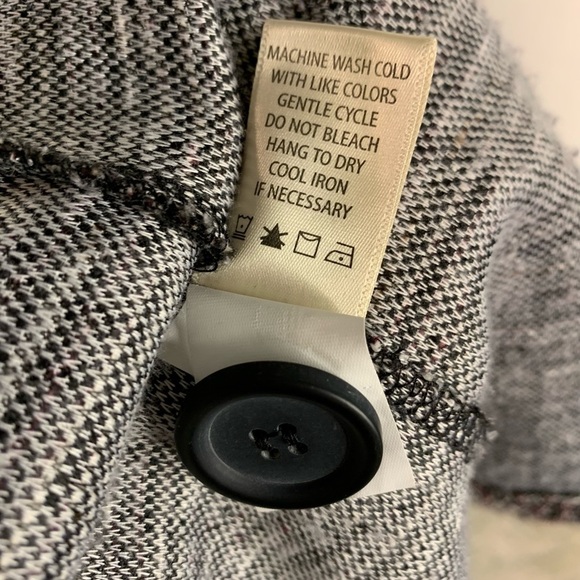 MACHINE WASH COLD
WITH LIKE COLORS
GENTLE CYCLE
DO NOT BLEACH
HANG TO DRY
COOL IRON
IF NECESSARY